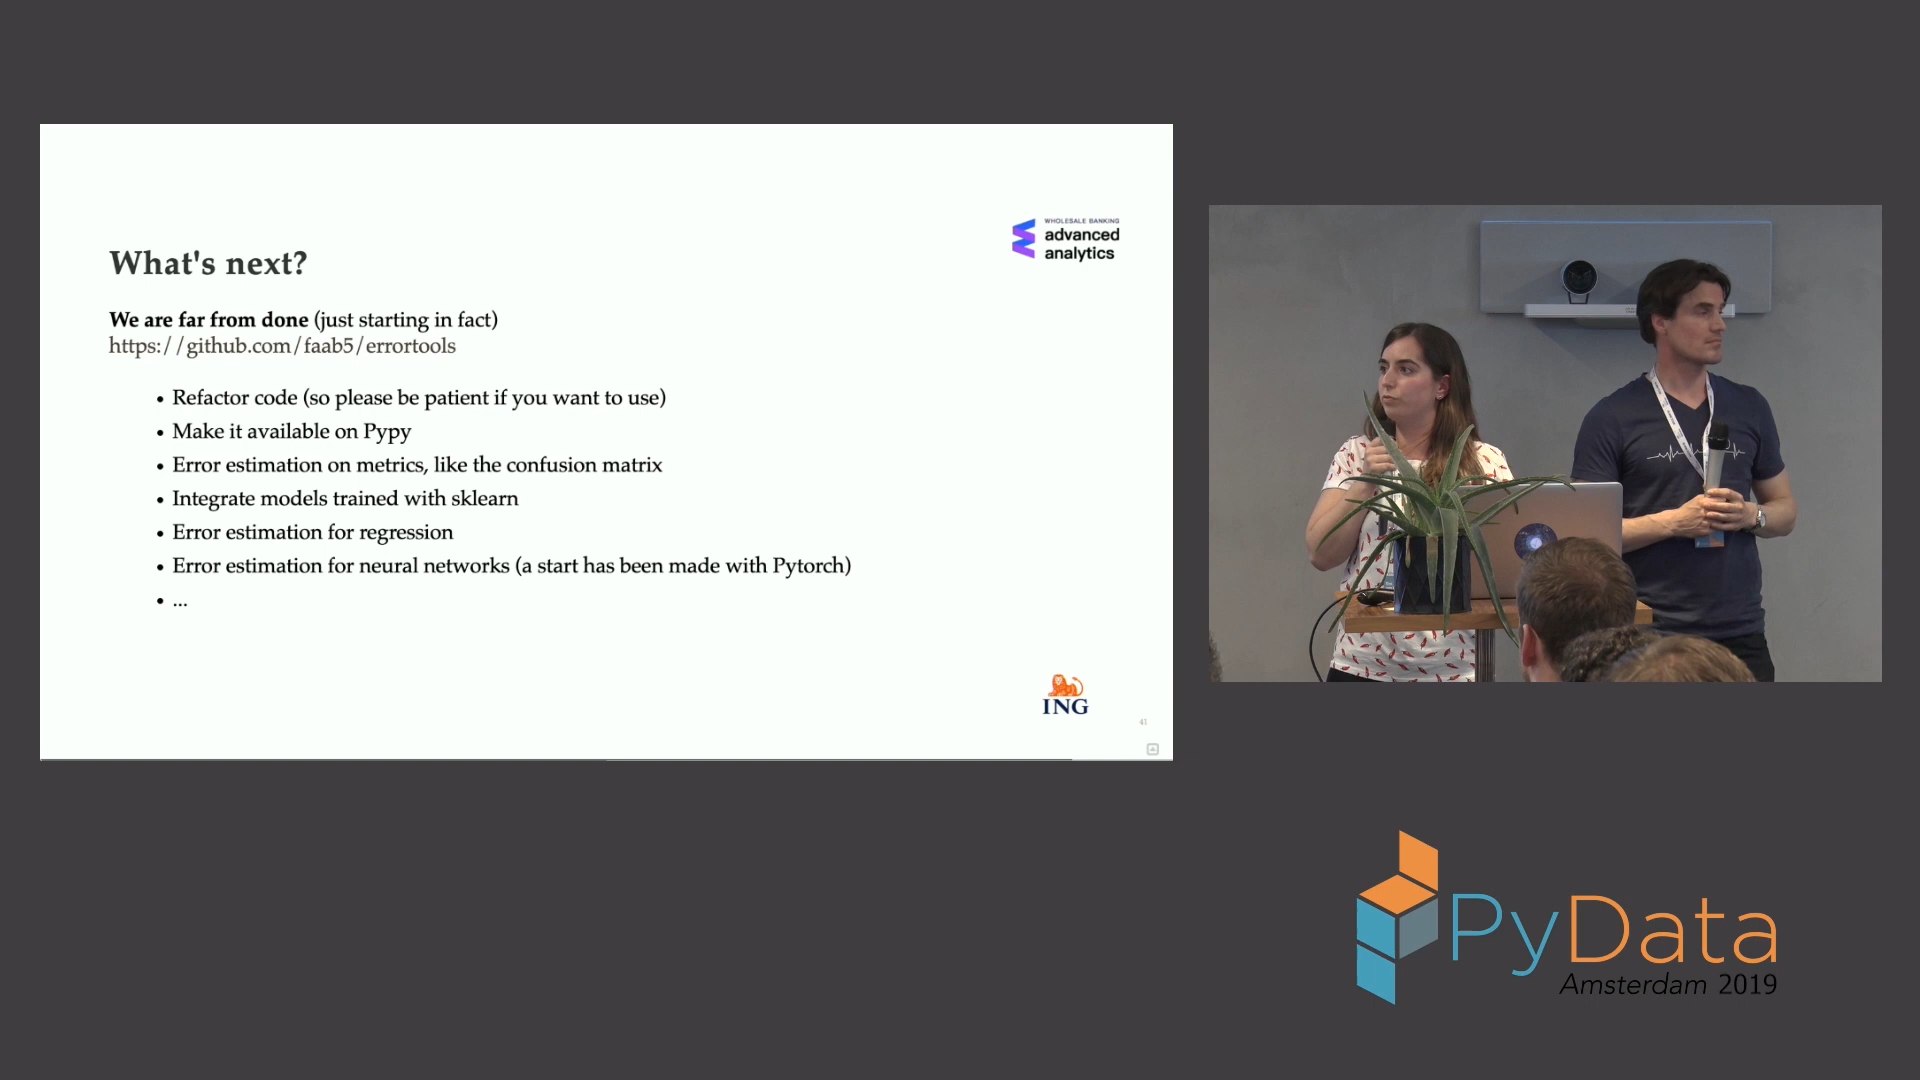 WHOLESALE BANKING
advanced
analytics
What's next?
We are far from done (just starting in fact)
https://github.com/faab5/errortools
• Refactor code (so please be patient if you want to use)
• Make it available on Pypy
• Error estimation on metrics, like the confusion matrix
• Integrate models trained with sklearn
• Error estimation for regression
• Error estimation for neural networks (a start has been made with Pytorch)
• ...
ING
41
PyData
Amsterdam 2019